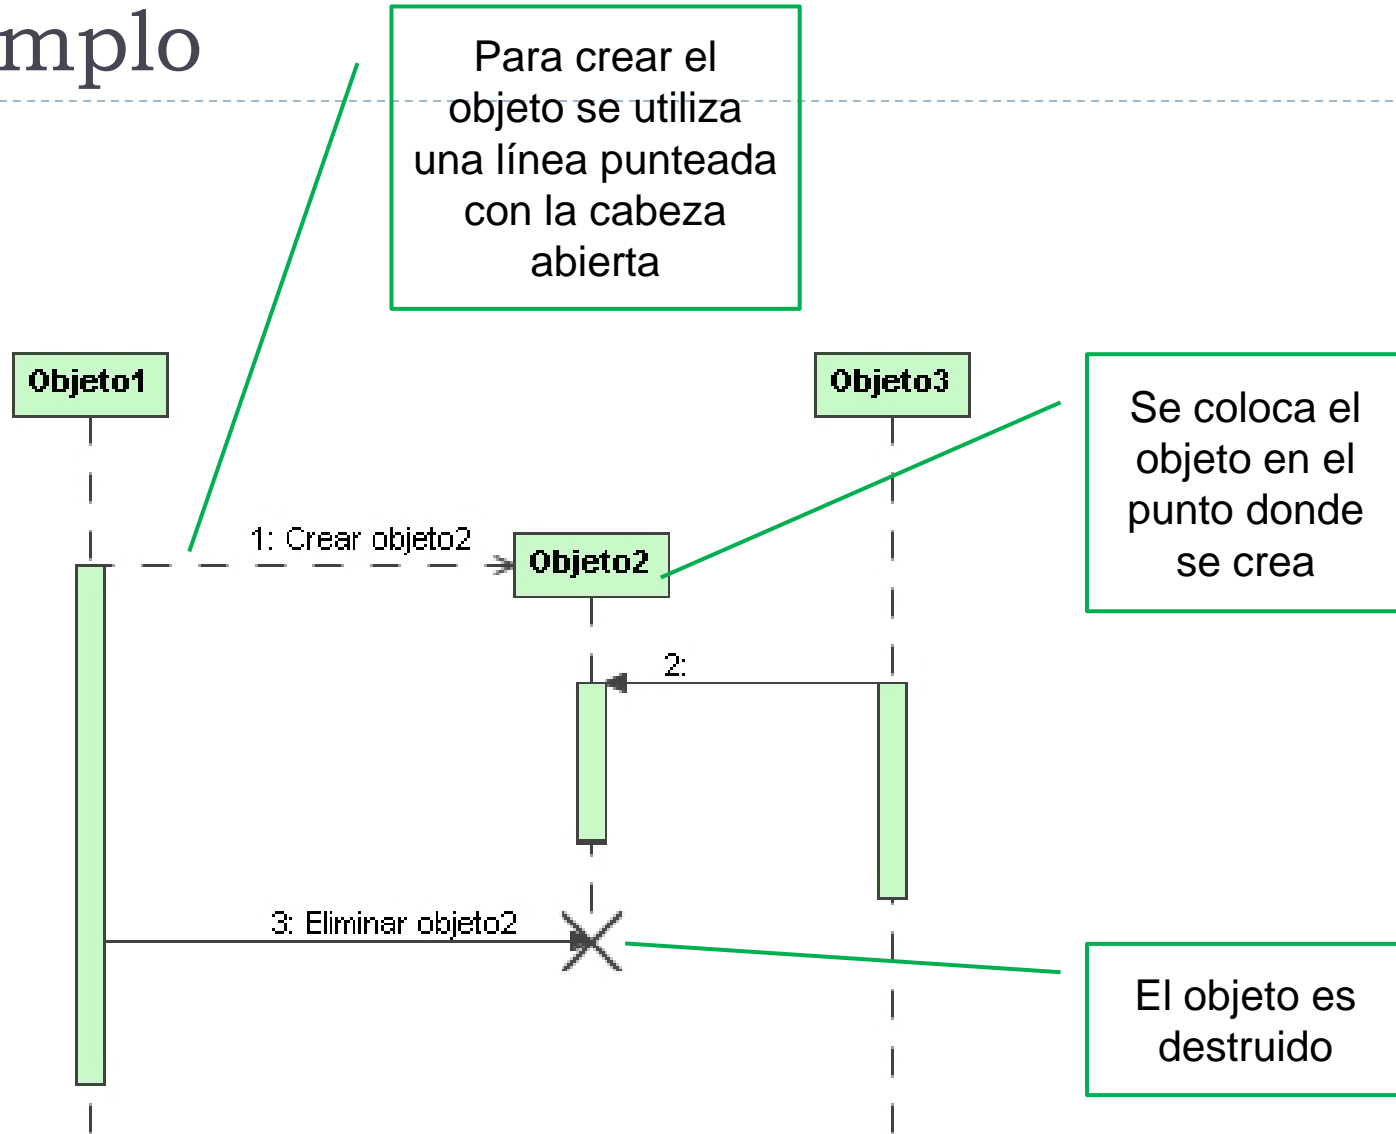 mplo
Para crear el
objeto se utiliza
una línea punteada
con la cabeza
abierta
Objeto1
Objeto3
Se coloca el
objeto en el
punto donde
se crea
1: Crear objeto2
Objeto2
2:
3: Eliminar objeto2
El objeto es
destruido